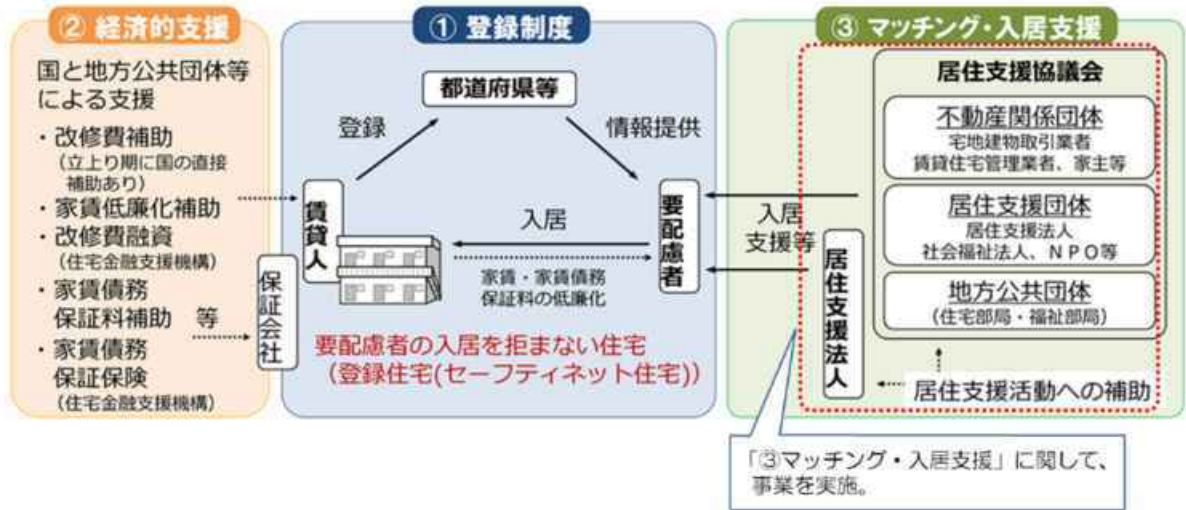 ② 経済的支援
国と地方公共団体等
による支援
・改修費補助
(立上り期に国の直接
補助あり)
・家賃低廉化補助
・改修費融資
(住宅金融支援機構)
・家賃債務
保証料補助　等
・家賃債務
保証保険
(住宅金融支援機構)
① 登録制度
都道府県等
登録
情報提供
賃貸人
入居
要配慮者
家賃・家賃債務
保証料の低廉化
保証会社
要配慮者の入居を拒まない住宅
（登録住宅(セーフティネット住宅)）
③ マッチング・入居支援
居住支援協議会
不動産関係団体
宅地建物取引業者
賃貸住宅管理業者、家主等
居住支援団体
居住支援法人
社会福祉法人、ＮＰＯ等
地方公共団体
(住宅部局・福祉部局)
入居
支援等
居住支援法人
居住支援活動への補助
「③マッチング・入居支援」に関して、
事業を実施。